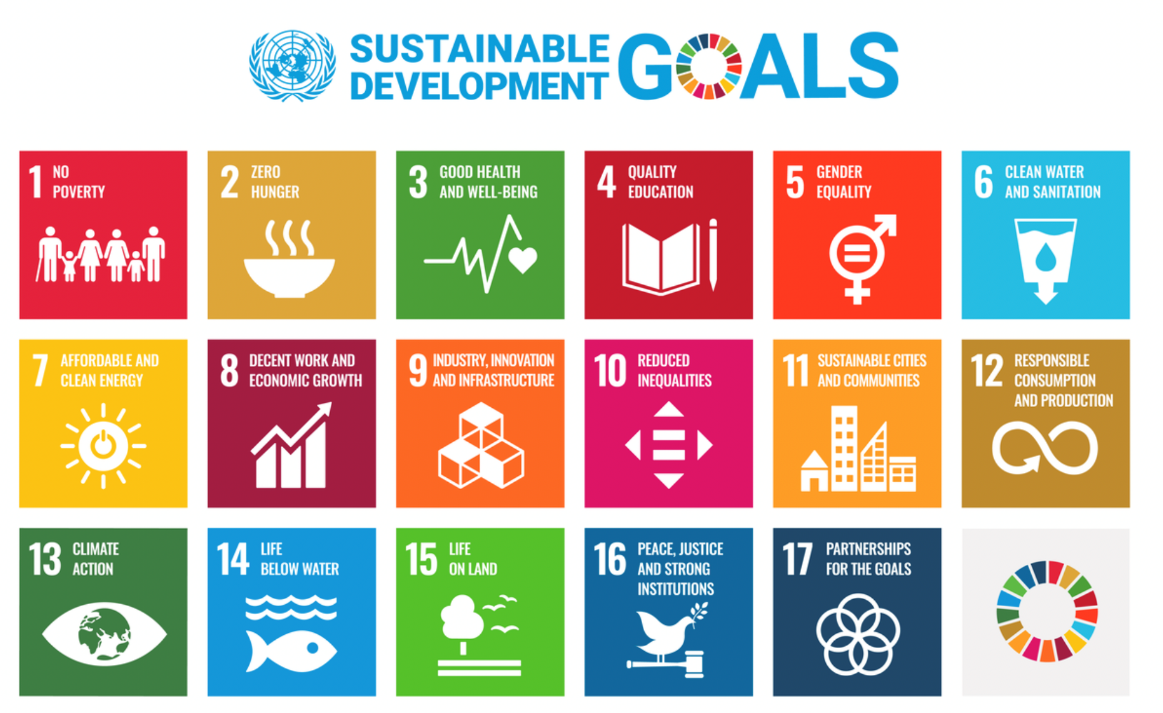 SUSTAINABLE
DEVELOPMENT
GOALS
1 NO
POVERTY
2 ZERO
HUNGER
3 GOOD HEALTH
AND WELL-BEING
4 QUALITY
EDUCATION
5 GENDER
EQUALITY
6 CLEAN WATER
AND SANITATION
7 AFFORDABLE AND
CLEAN ENERGY
8 DECENT WORK AND
ECONOMIC GROWTH
9 INDUSTRY, INNOVATION
AND INFRASTRUCTURE
10 REDUCED
INEQUALITIES
11 SUSTAINABLE CITIES
AND COMMUNITIES
12 RESPONSIBLE
CONSUMPTION
AND PRODUCTION
13 CLIMATE
ACTION
14 LIFE
BELOW WATER
15 LIFE
ON LAND
16 PEACE, JUSTICE
AND STRONG
INSTITUTIONS
17 PARTNERSHIPS
FOR THE GOALS